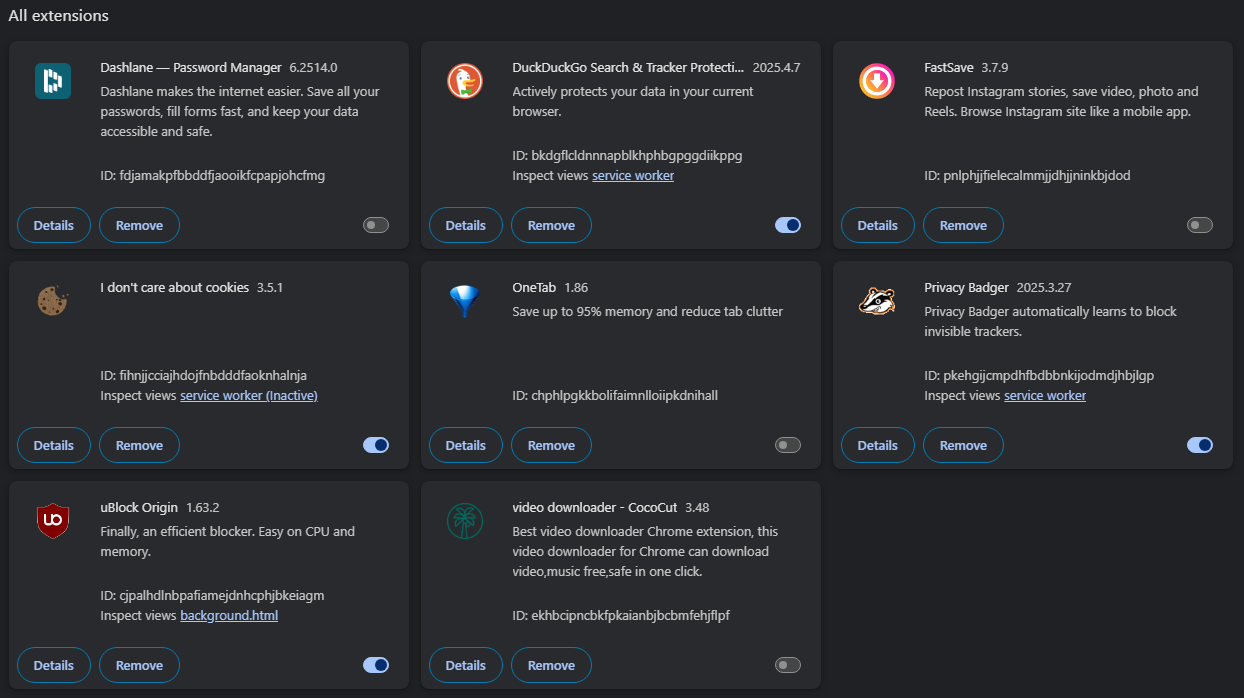 All extensions
Dashlane — Password Manager 6.2514.0
Dashlane makes the internet easier. Save all your
passwords, fill forms fast, and keep your data
accessible and safe.
ID: fdjamakpfbbddfjaooikfcpapjohcfmg
Details Remove
DuckDuckGo Search & Tracker Protecti... 2025.4.7
Actively protects your data in your current
browser.
ID: bkdgflcldnnnapblkhphbgpggdiikppg
Inspect views service worker
Details Remove
FastSave 3.7.9
Repost Instagram stories, save video, photo and
Reels. Browse Instagram site like a mobile app.
ID: pnlphjjfielecalmmjjdhjjninkbjdod
Details Remove
I don't care about cookies 3.5.1
ID: fihnjjcciajhdojfnbdddfaoknhalnja
Inspect views service worker (Inactive)
Details Remove
OneTab 1.86
Save up to 95% memory and reduce tab clutter
ID: chphlpgkkbolifaimnlloiipkdnihall
Details Remove
Privacy Badger 2025.3.27
Privacy Badger automatically learns to block
invisible trackers.
ID: pkehgijcmpdhfbdbbnkijodmdjhbjlgp
Inspect views service worker
Details Remove
uBlock Origin 1.63.2
Finally, an efficient blocker. Easy on CPU and
memory.
ID: cjpalhdlnbpafiamejdnhcphjbkeiagm
Inspect views background.html
Details Remove
video downloader - CocoCut 3.48
Best video downloader Chrome extension, this
video downloader for Chrome can download
video,music free,safe in one click.
ID: ekhbcipncbkfpkaianbjbcbmfehjflpf
Details Remove